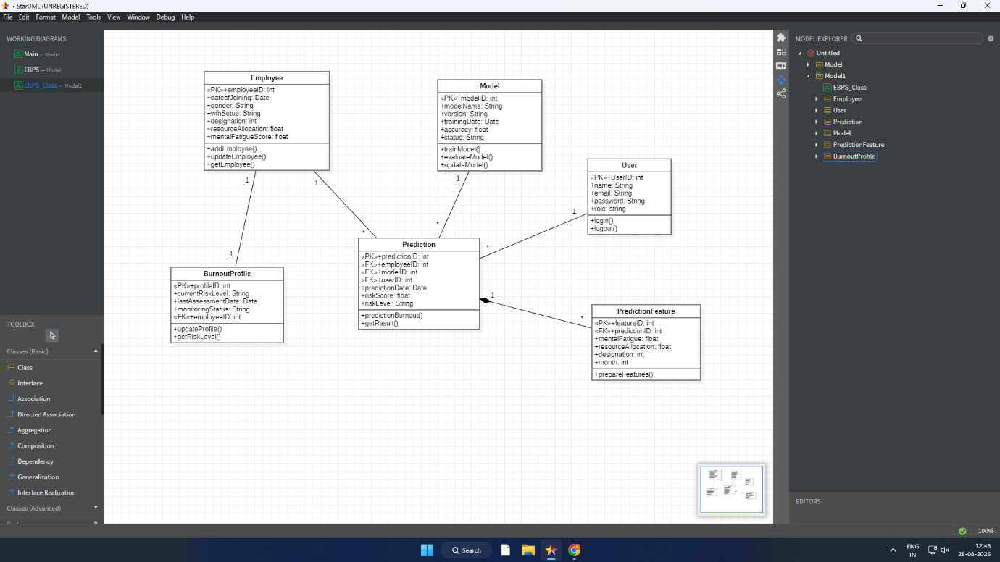 • StarUML (UNREGISTERED)
File Edit Format Model Tools View Window Debug Help
WORKING DIAGRAMS
Main — Model
EBPS — Model
EBPS_Class — Model1
TOOLBOX
Classes (Basic)
Class
Interface
Association
Directed Association
Aggregation
Composition
Dependency
Generalization
Interface Realization
Classes (Advanced)
Employee
«PK»+employeeID: int
+dateofJoining: Date
+gender: String
+wfhSetup: String
+designation: int
+resourceAllocation: float
+mentalFatigueScore: float
+addEmployee()
+updateEmployee()
+getEmployee()
1
1
Model
«PK»+modelID: int
+modelName: String
+version: String
+trainingDate: Date
+accuracy: float
+status: String
+trainModel()
+evaluateModel()
+updateModel()
1
User
«PK»+UserID: int
+name: String
+email: String
+password: String
+role: string
+login()
+logout()
1
*
*
*
1
BurnoutProfile
«PK»+profileID: int
+currentRiskLevel: String
+lastAssessmentDate: Date
+monitoringStatus: String
«FK»+employeeID: int
+updateProfile()
+getRiskLevel()
Prediction
«PK»+predictionID: int
«FK»+employeeID: int
«FK»+modelID: int
«FK»+userID: int
+predictionDate: Date
+riskScore: float
+riskLevel: String
+predictionBurnout()
+getResult()
1
*
PredictionFeature
«PK»+featureID: int
«FK»+predictionID: int
+mentalFatigue: float
+resourceAllocation: float
+designation: int
+month: int
+prepareFeatures()
MODEL EXPLORER
Untitled
Model
Model1
EBPS_Class
Employee
User
Prediction
Model
PredictionFeature
BurnoutProfile
EDITORS
100%
Search
ENG
IN
12:48
28-08-2026